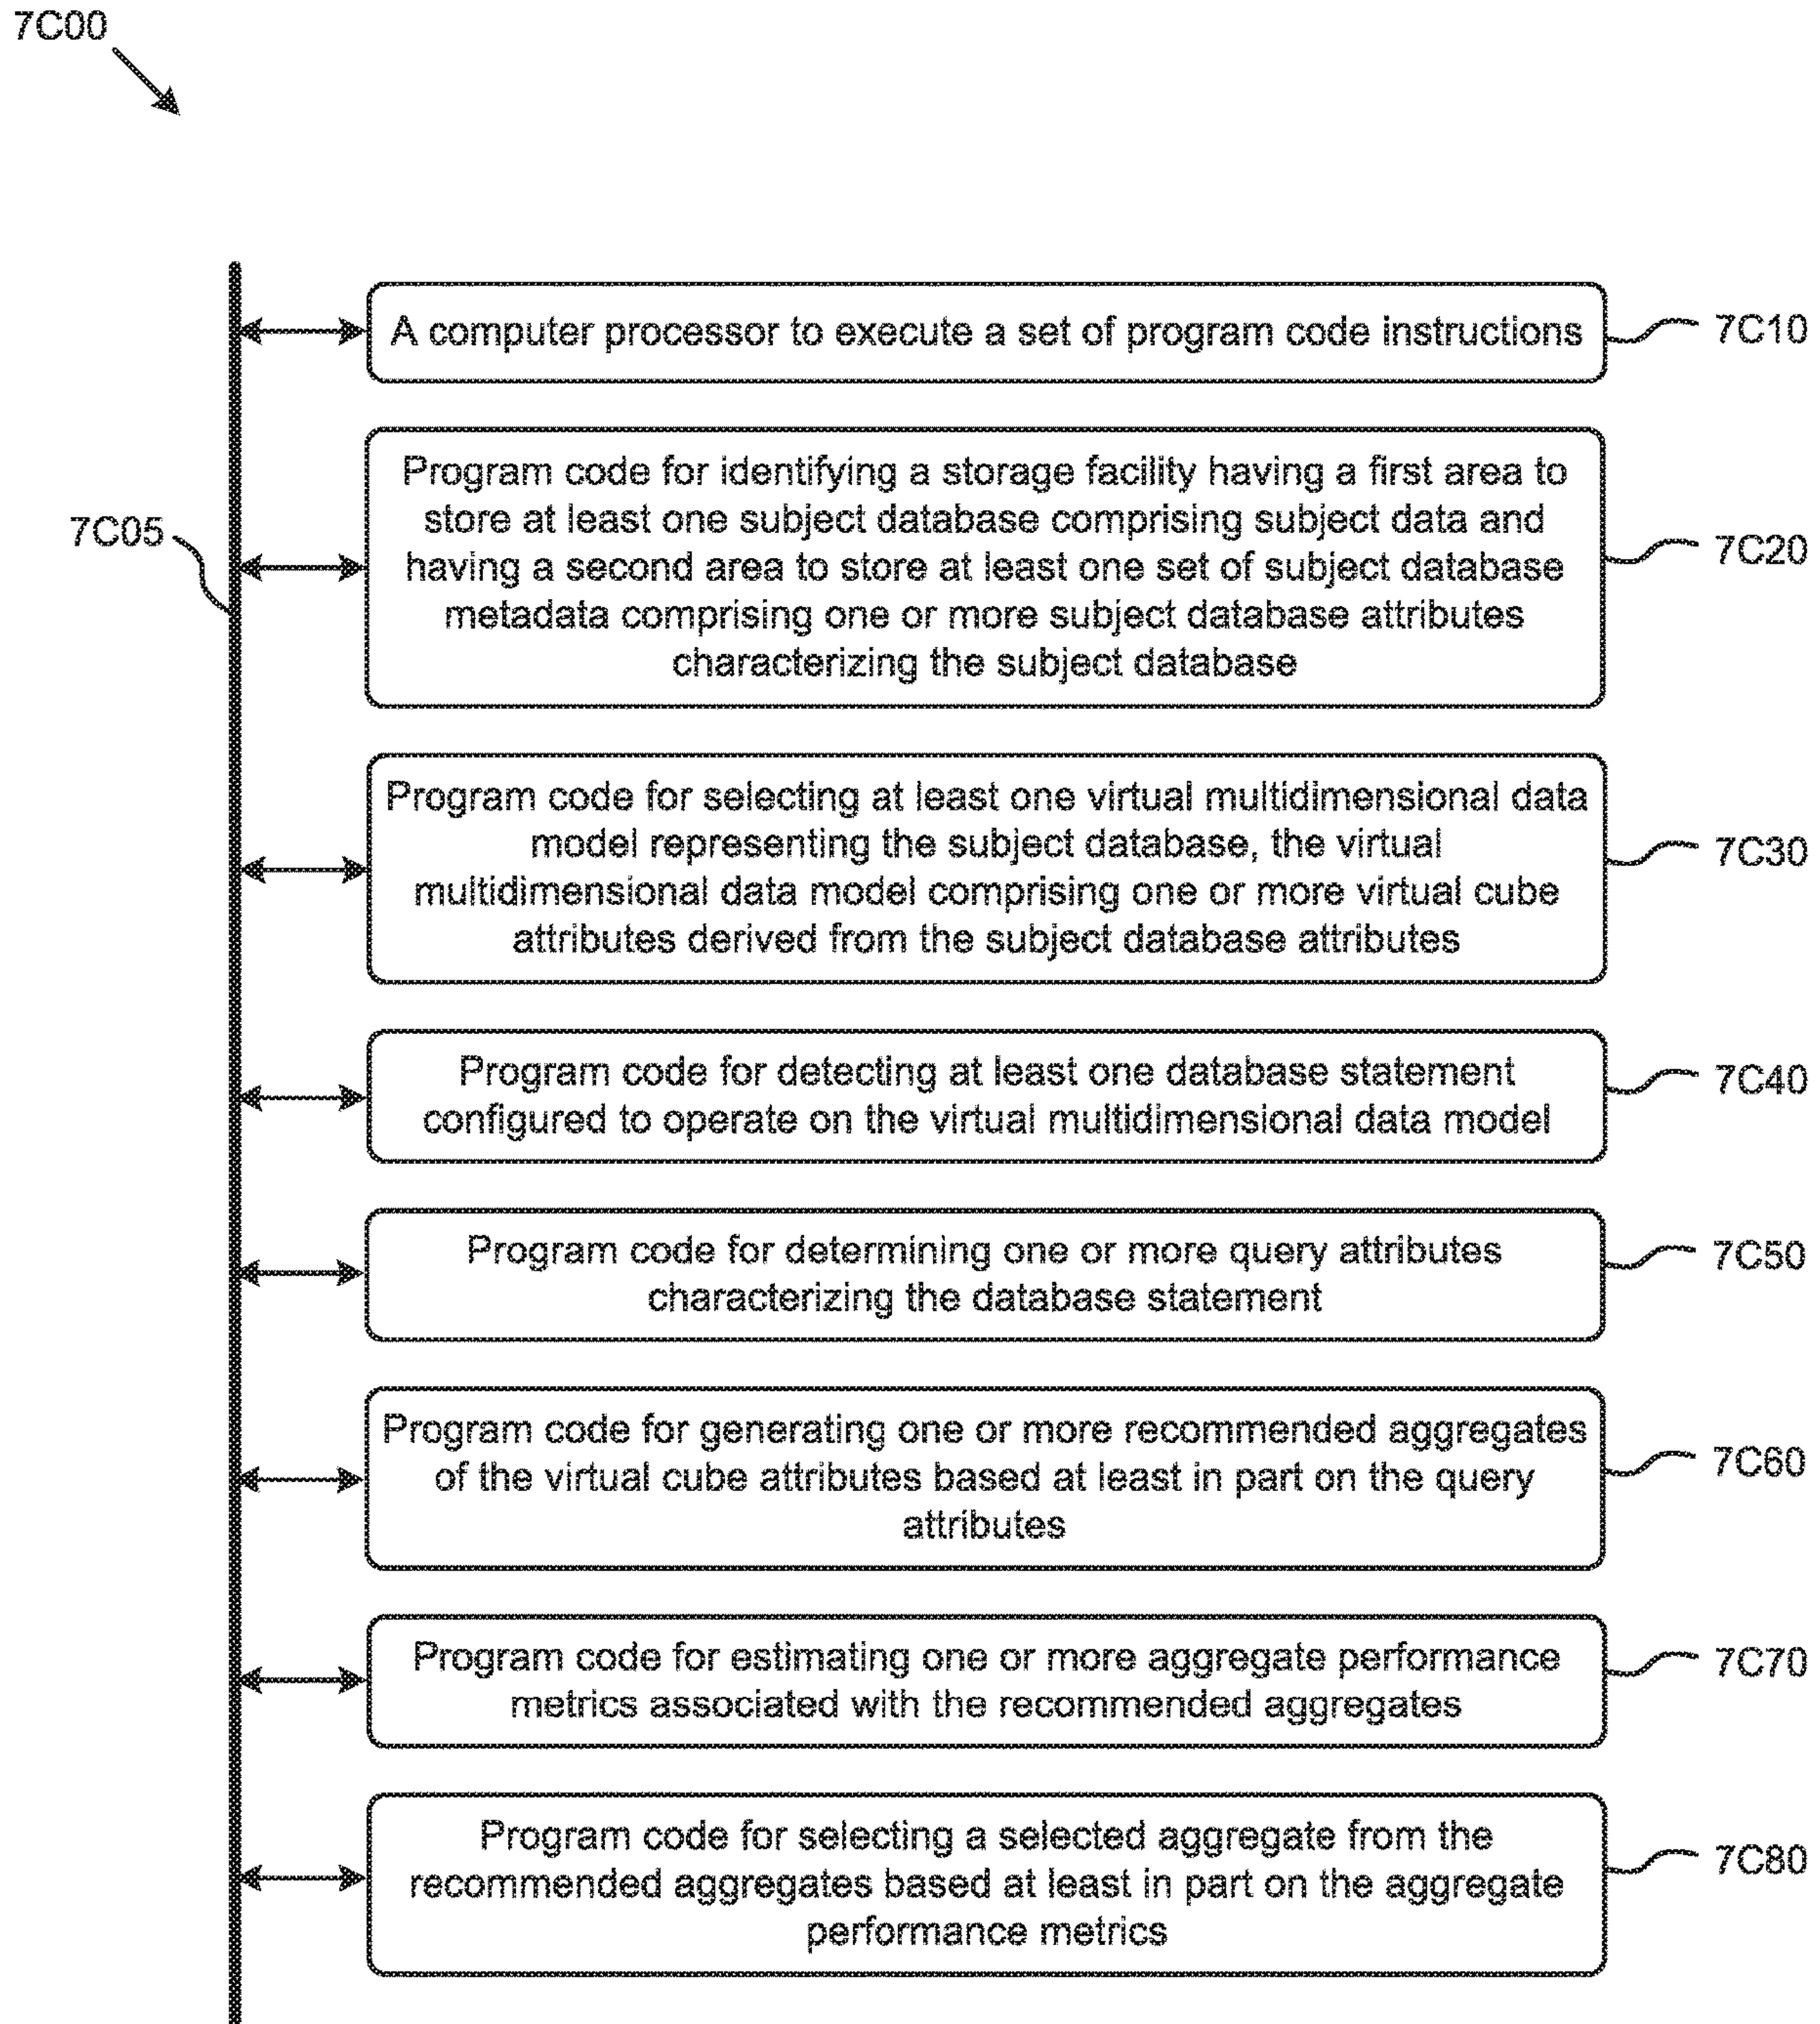 7C00
A computer processor to execute a set of program code instructions
7C10
Program code for identifying a storage facility having a first area to
store at least one subject database comprising subject data and
having a second area to store at least one set of subject database
metadata comprising one or more subject database attributes
characterizing the subject database
7C05
7C20
Program code for selecting at least one virtual multidimensional data
model representing the subject database, the virtual
multidimensional data model comprising one or more virtual cube
attributes derived from the subject database attributes
7C30
Program code for detecting at least one database statement
configured to operate on the virtual multidimensional data model
7C40
Program code for determining one or more query attributes
characterizing the database statement
7C50
Program code for generating one or more recommended aggregates
of the virtual cube attributes based at least in part on the query
attributes
7C60
Program code for estimating one or more aggregate performance
metrics associated with the recommended aggregates
7C70
Program code for selecting a selected aggregate from the
recommended aggregates based at least in part on the aggregate
performance metrics
7C80